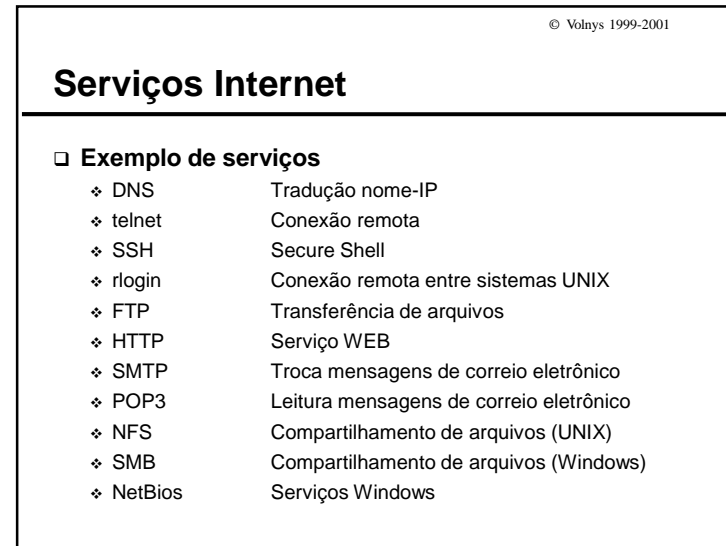 © Volnys 1999-2001
Serviços Internet
❑ Exemplo de serviços
❖ DNS Tradução nome-IP
❖ telnet Conexão remota
❖ SSH Secure Shell
❖ rlogin Conexão remota entre sistemas UNIX
❖ FTP Transferência de arquivos
❖ HTTP Serviço WEB
❖ SMTP Troca mensagens de correio eletrônico
❖ POP3 Leitura mensagens de correio eletrônico
❖ NFS Compartilhamento de arquivos (UNIX)
❖ SMB Compartilhamento de arquivos (Windows)
❖ NetBios Serviços Windows